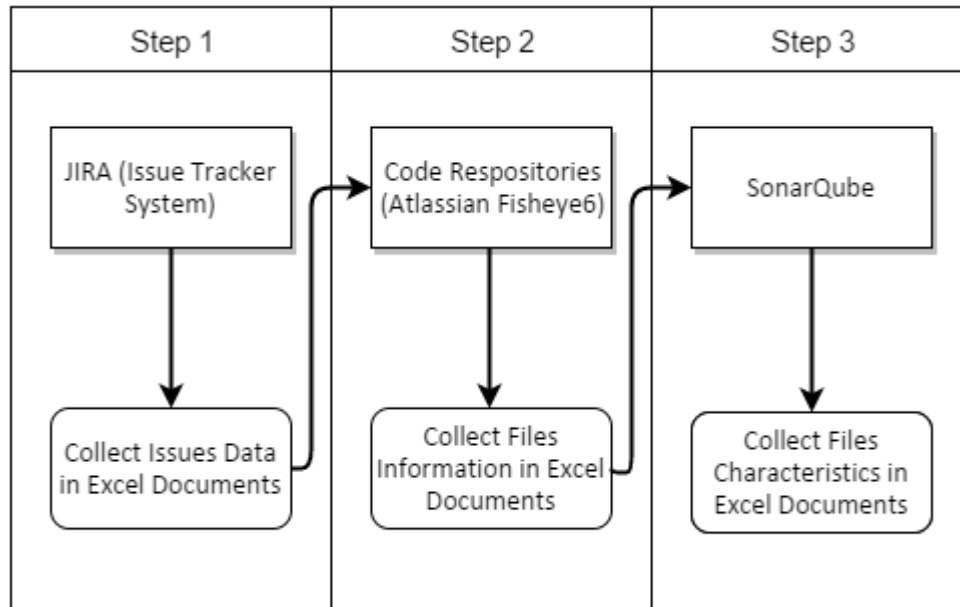 Step 1
Step 2
Step 3
JIRA (Issue Tracker
System)
Code Respositories
(Atlassian Fisheye6)
SonarQube
Collect Issues Data
in Excel Documents
Collect Files
Information in Excel
Documents
Collect Files
Characteristics in
Excel Documents